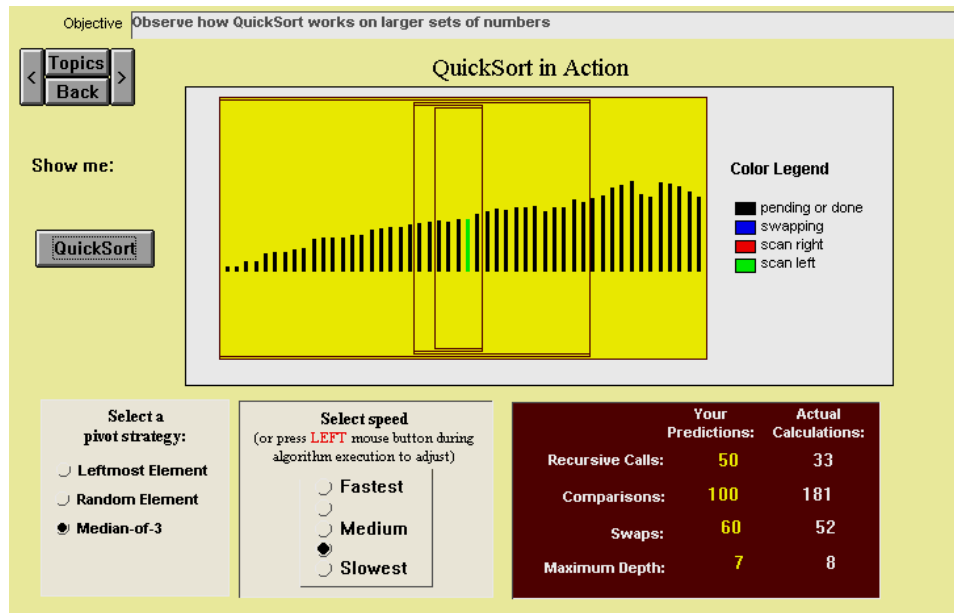 Objective Observe how QuickSort works on larger sets of numbers
< Topics >
Back
QuickSort in Action
Show me:
QuickSort
Color Legend
pending or done
swapping
scan right
scan left
Select a
pivot strategy:
Leftmost Element
Random Element
Median-of-3
Select speed
(or press LEFT mouse button during
algorithm execution to adjust)
Fastest
Medium
Slowest
Your Actual
Predictions: Calculations:
Recursive Calls: 50 33
Comparisons: 100 181
Swaps: 60 52
Maximum Depth: 7 8